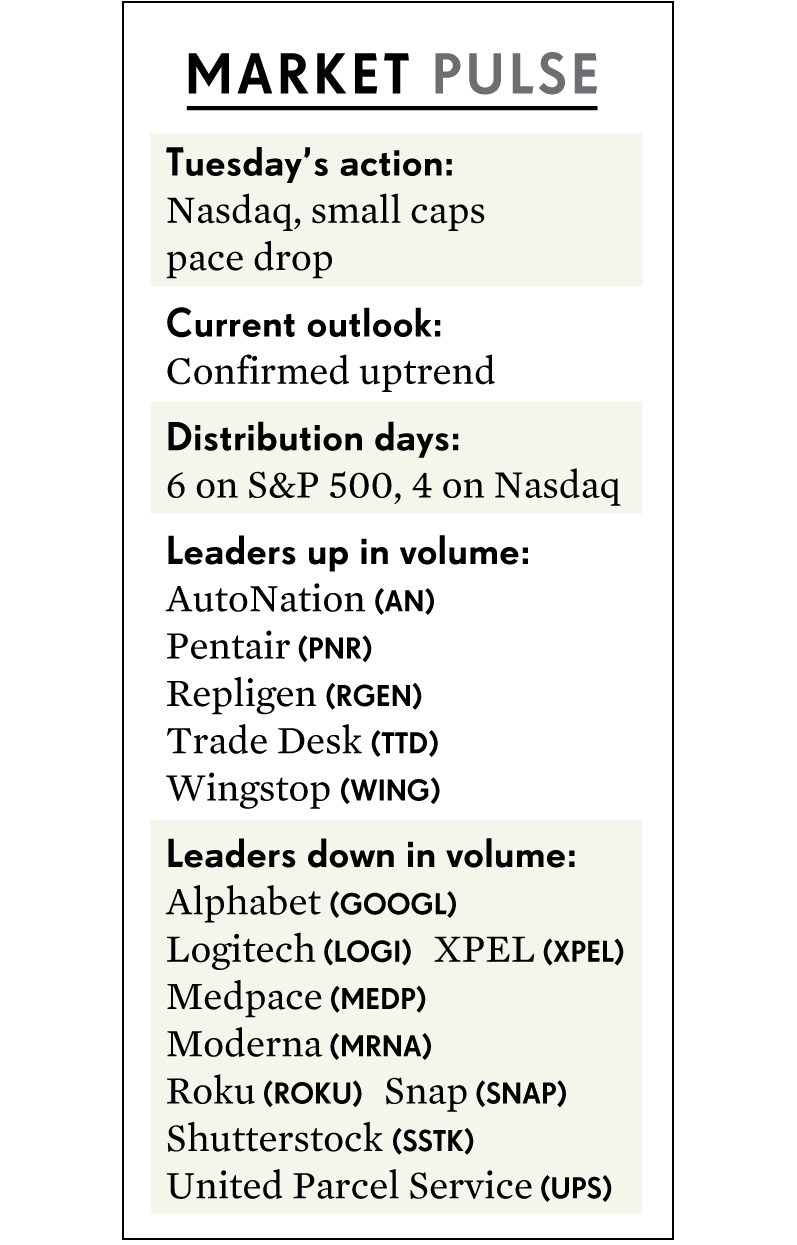 MARKET PULSE
Tuesday’s action:
Nasdaq, small caps
pace drop
Current outlook:
Confirmed uptrend
Distribution days:
6 on S&P 500, 4 on Nasdaq
Leaders up in volume:
AutoNation (AN)
Pentair (PNR)
Repligen (RGEN)
Trade Desk (TTD)
Wingstop (WING)
Leaders down in volume:
Alphabet (GOOGL)
Logitech (LOGI) XPEL (XPEL)
Medpace (MEDP)
Moderna (MRNA)
Roku (ROKU) Snap (SNAP)
Shutterstock (SSTK)
United Parcel Service (UPS)